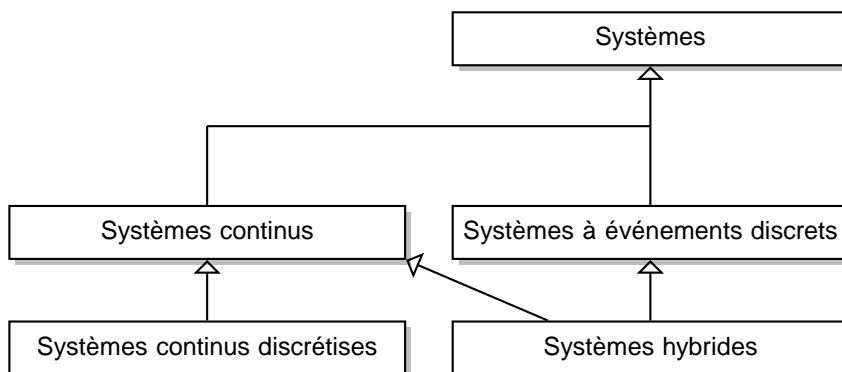 Systèmes
Systèmes continus
Systèmes à événements discrets
Systèmes continus discrétises
Systèmes hybrides